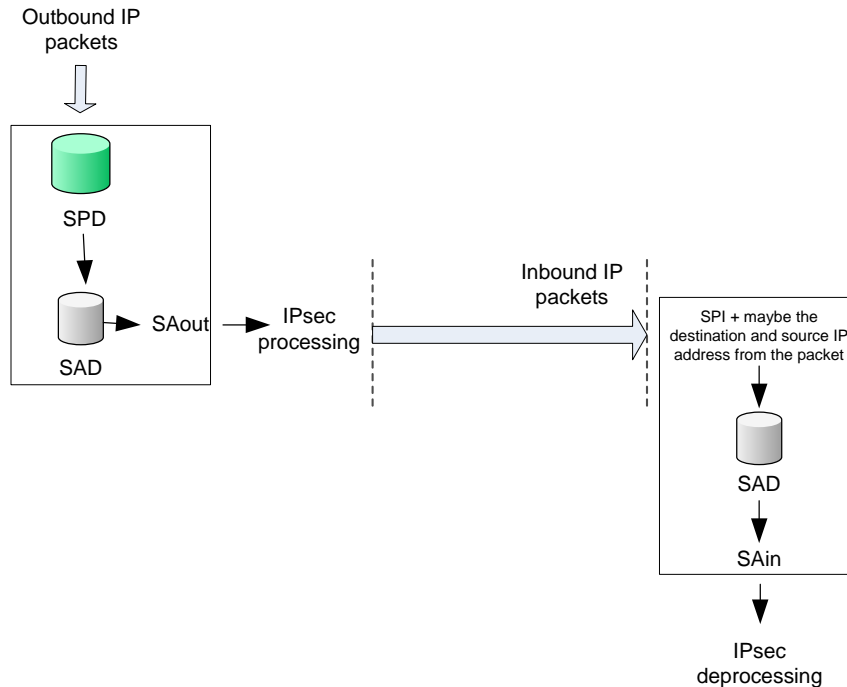 Outbound IP
packets
SPD
SAD
SAout
IPsec
processing
Inbound IP
packets
SPI + maybe the
destination and source IP
address from the packet
SAD
SAin
IPsec
deprocessing